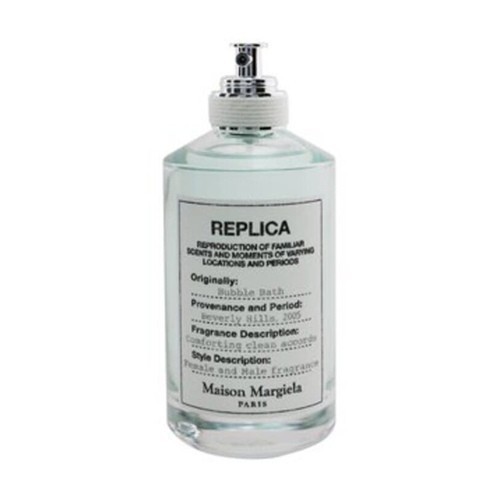 REPLICA
REPRODUCTION OF FAMILIAR
SCENTS AND MOMENTS OF VARYING
LOCATIONS AND PERIODS
Originally:
Bubble Bath
Provenance and Period:
Beverly Hills, 2005
Fragrance Description:
Comforting clean accords
Style Description:
Female and Male fragrance
Maison Margiela
PARIS